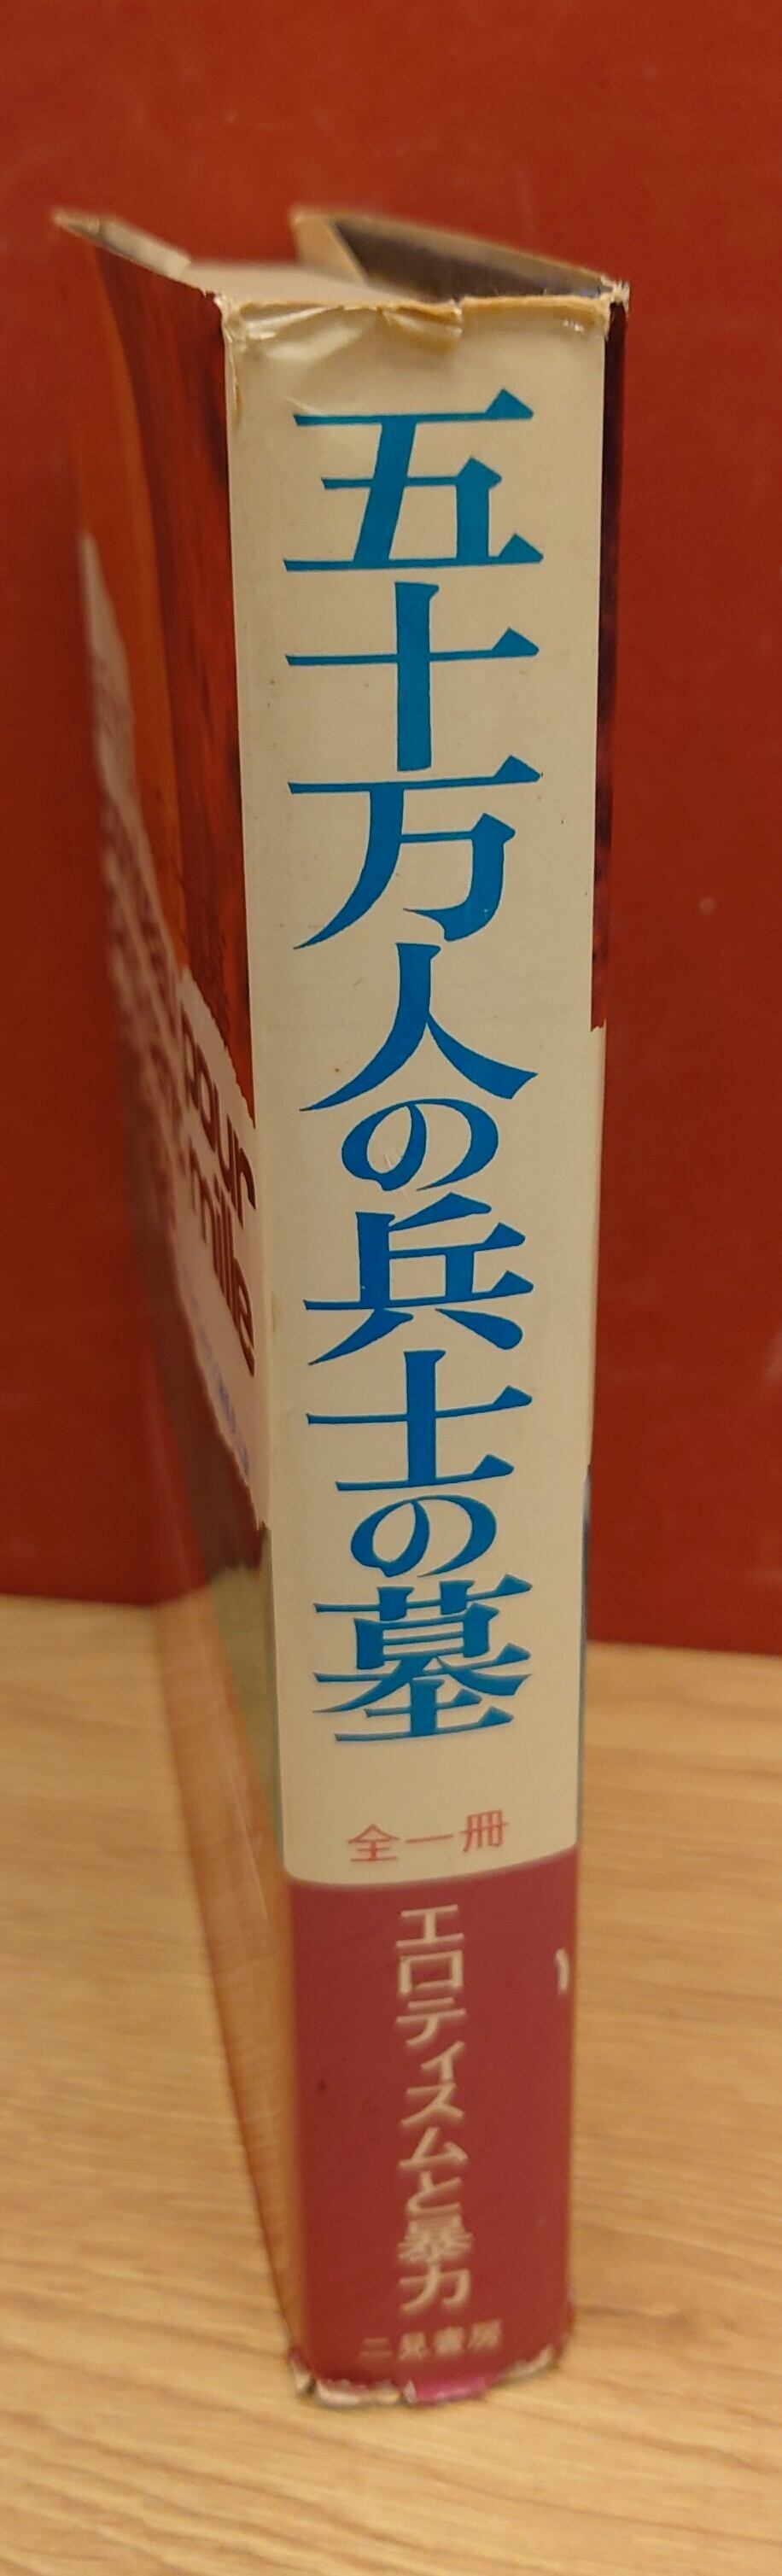 五十万人の兵士の墓
全一冊
エロティスムと暴力
二見書房
pour
mille